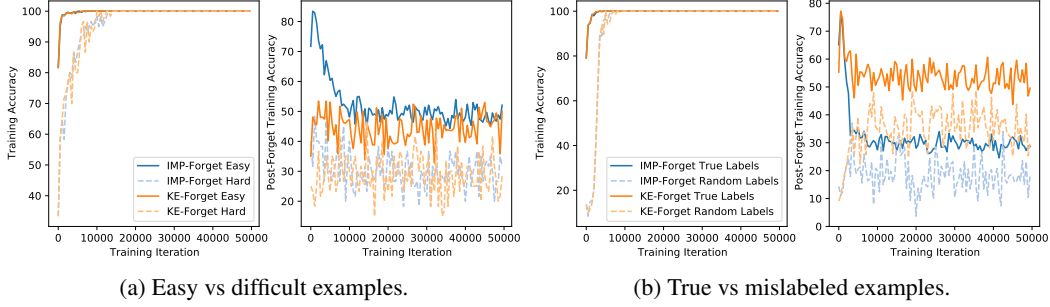 100
90
80
70
60
50
40
Training Accuracy
0 10000 20000 30000 40000 50000
Training Iteration
IMP-Forget Easy
IMP-Forget Hard
KE-Forget Easy
KE-Forget Hard
80
70
60
50
40
30
20
Post-Forget Training Accuracy
0 10000 20000 30000 40000 50000
Training Iteration
(a) Easy vs difficult examples.
100
80
60
40
20
Training Accuracy
0 10000 20000 30000 40000 50000
Training Iteration
IMP-Forget True Labels
IMP-Forget Random Labels
KE-Forget True Labels
KE-Forget Random Labels
80
70
60
50
40
30
20
10
0
Post-Forget Training Accuracy
0 10000 20000 30000 40000 50000
Training Iteration
(b) True vs mislabeled examples.